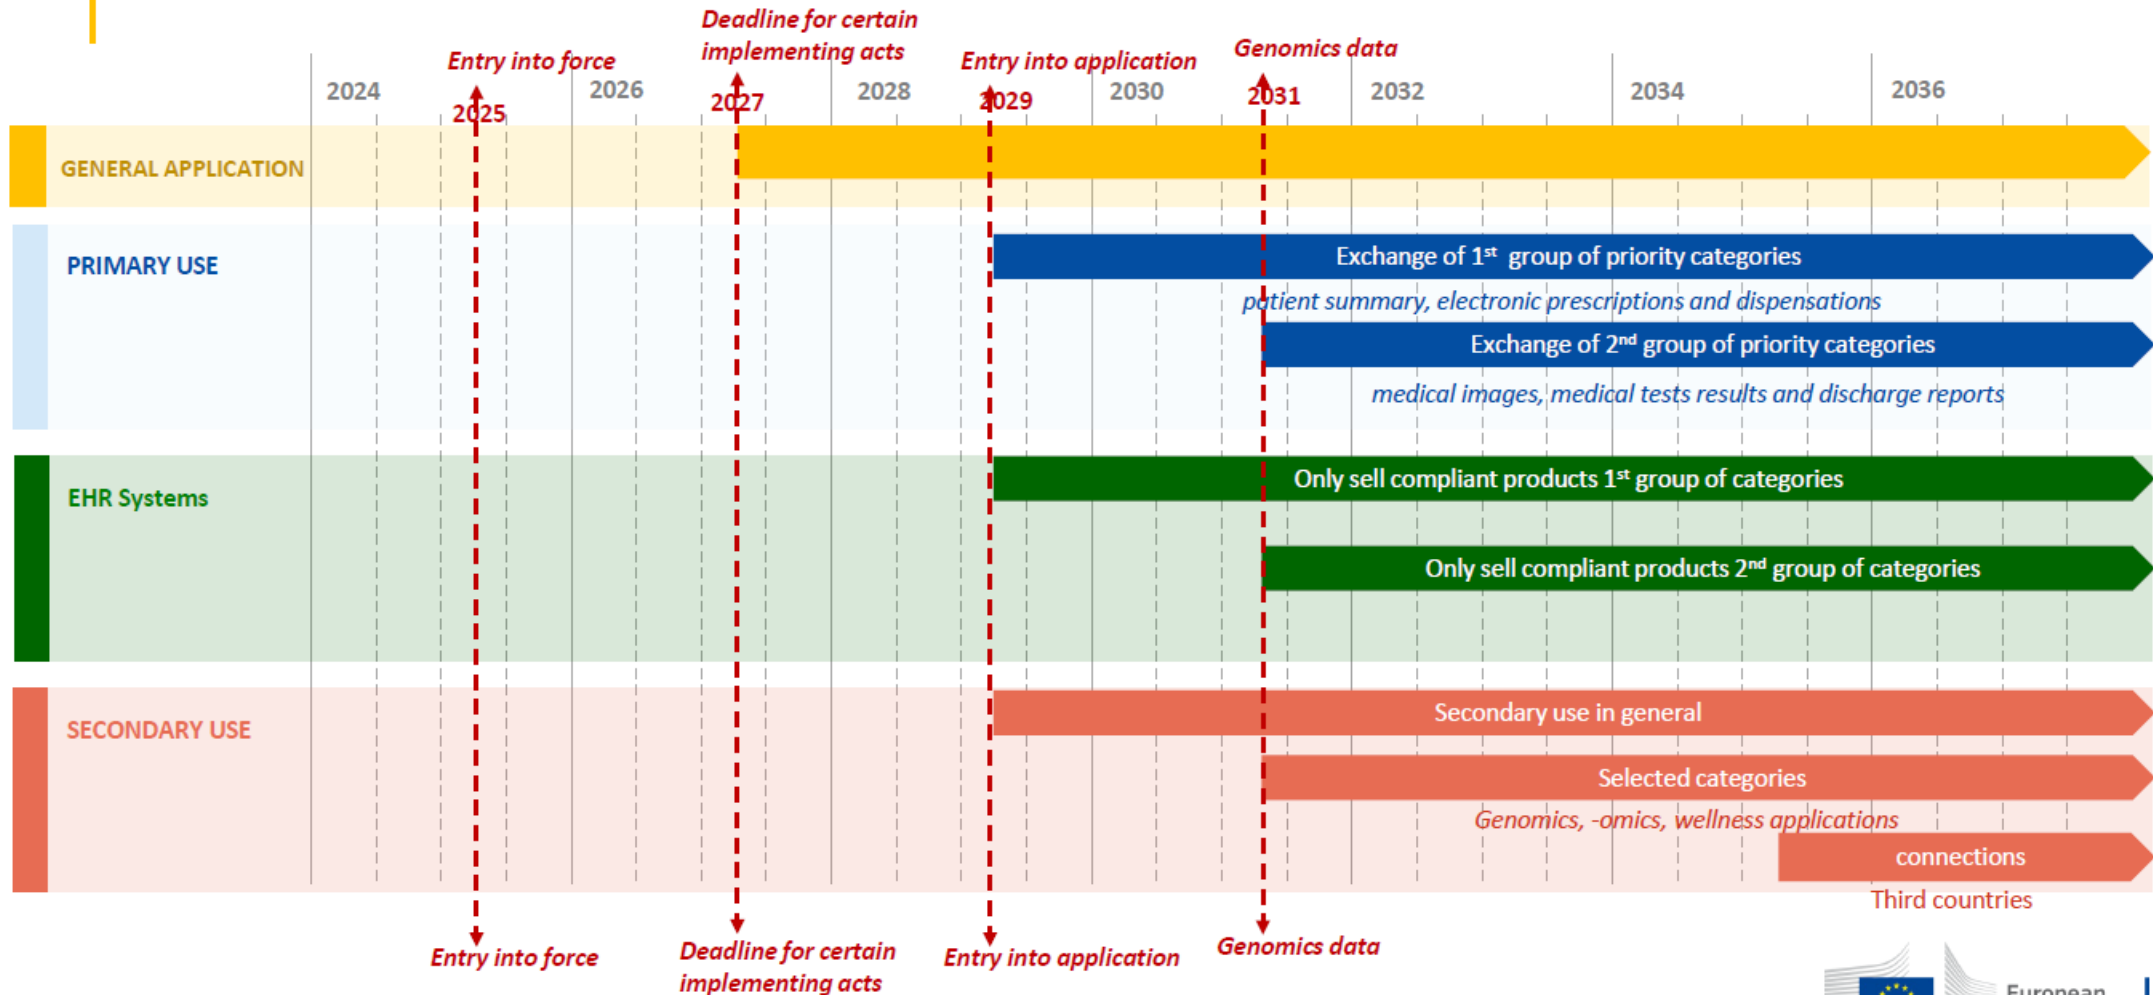 Deadline for certain
implementing acts
Entry into force
Entry into application
Genomics data
2024
2025
2026
2027
2028
2029
2030
2031
2032
2034
2036
GENERAL APPLICATION
PRIMARY USE
Exchange of 1st group of priority categories
patient summary, electronic prescriptions and dispensations
Exchange of 2nd group of priority categories
medical images, medical tests results and discharge reports
EHR Systems
Only sell compliant products 1st group of categories
Only sell compliant products 2nd group of categories
SECONDARY USE
Secondary use in general
Selected categories
Genomics, -omics, wellness applications
connections
Third countries
Entry into force
Deadline for certain
implementing acts
Entry into application
Genomics data
European